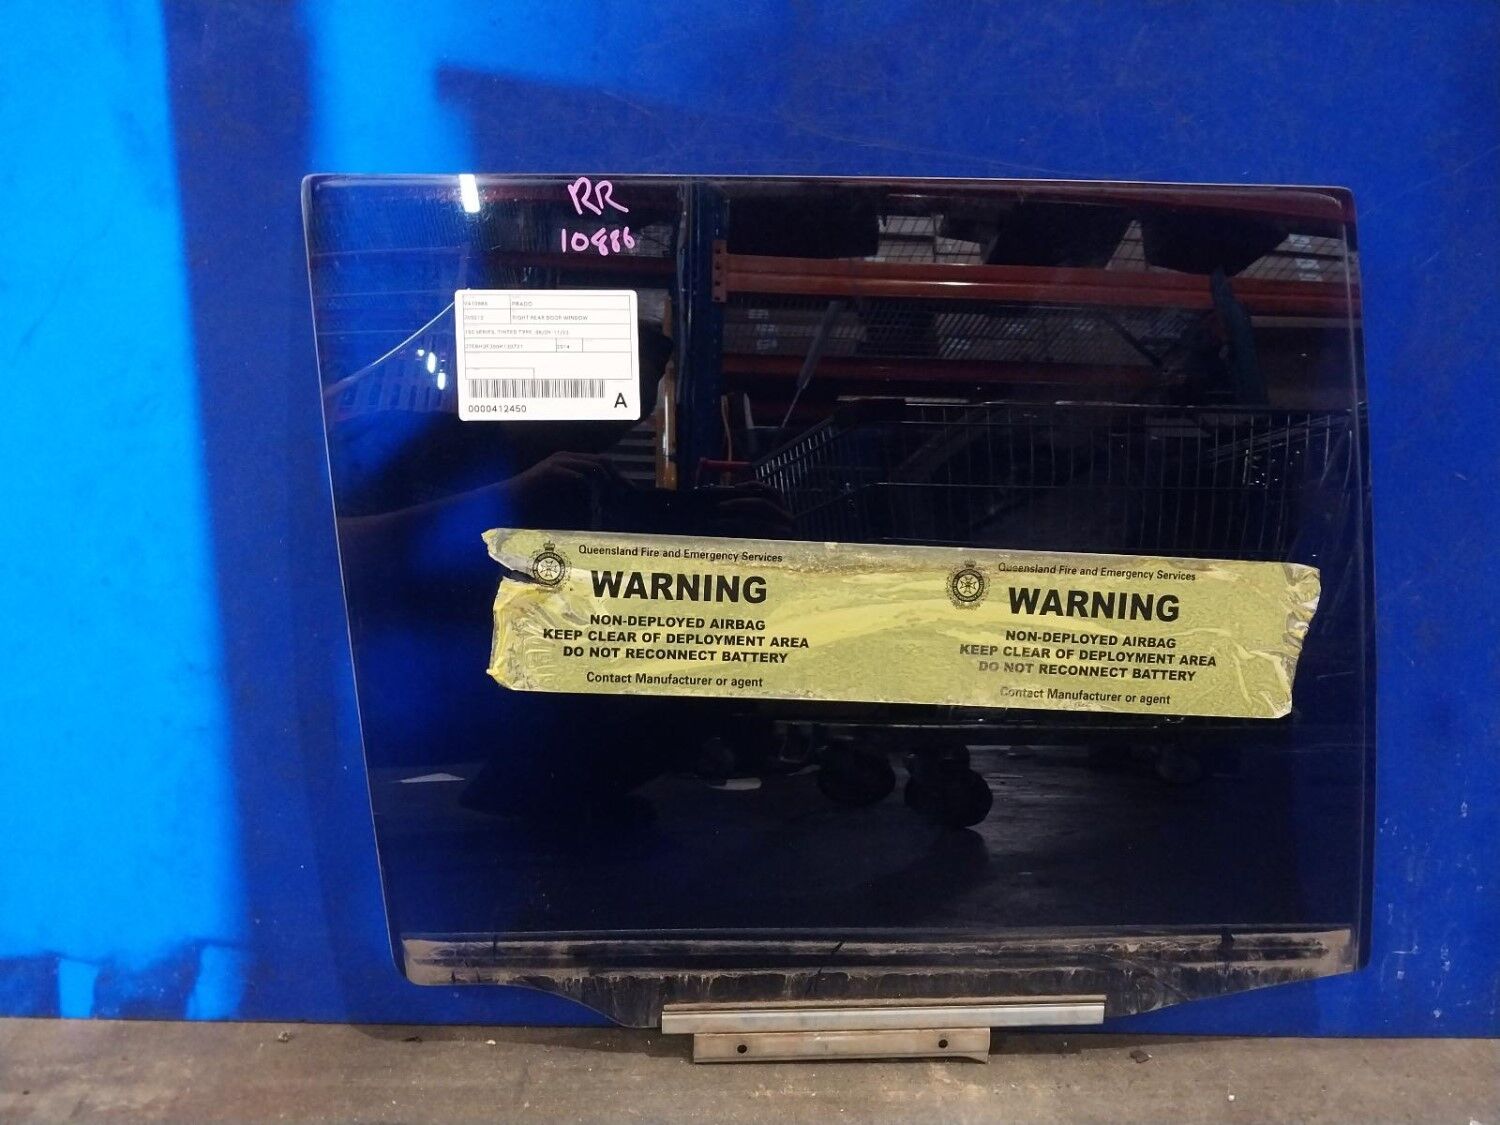 RR
10886
PRADO
RIGHT REAR DOOR WINDOW
150 SERIES, TINTED TYPE, 
2014
0000412450
A
Queensland Fire and Emergency Services
WARNING
NON-DEPLOYED AIRBAG
KEEP CLEAR OF DEPLOYMENT AREA
DO NOT RECONNECT BATTERY
Contact Manufacturer or agent
Queensland Fire and Emergency Services
WARNING
NON-DEPLOYED AIRBAG
KEEP CLEAR OF DEPLOYMENT AREA
DO NOT RECONNECT BATTERY
Contact Manufacturer or agent